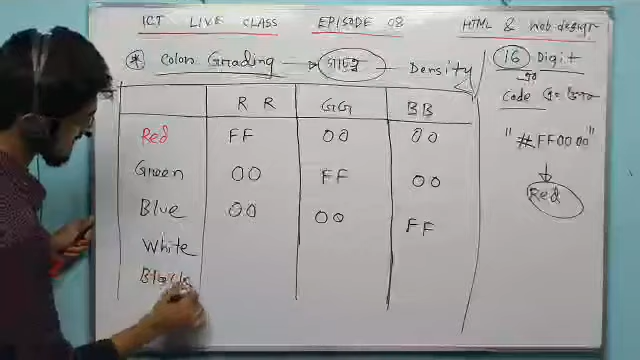 ICT LIVE CLASS EPISODE 08 HTML & Web design
* Color Grading → Density
RR GG BB
Red FF 00 00
Green 00 FF 00
Blue 00 00 FF
White
Black
16 Digit
Code
"#FF0000"
Red